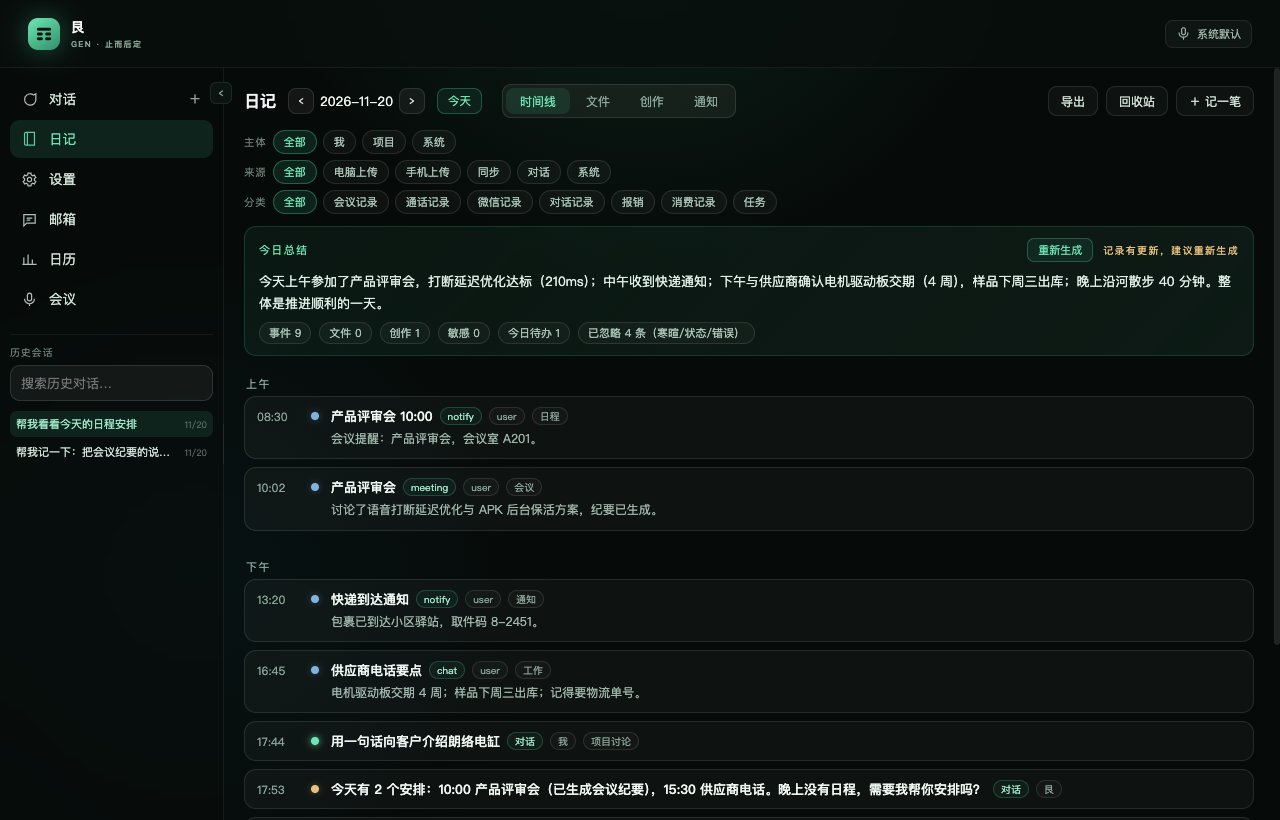 艮
GEN · 止而后定
系统默认
对话 +
日记
设置
邮箱
日历
会议
历史会话
搜索历史对话…
帮我看看今天的日程安排 11/20
帮我记一下：把会议纪要的说… 11/20
日记 ‹ 2026-11-20 › 今天 时间线 文件 创作 通知 导出 回收站 + 记一笔
主体 全部 我 项目 系统
来源 全部 电脑上传 手机上传 同步 对话 系统
分类 全部 会议记录 通话记录 微信记录 对话记录 报销 消费记录 任务
今日总结 重新生成 记录有更新，建议重新生成
今天上午参加了产品评审会，打断延迟优化达标（210ms）；中午收到快递通知；下午与供应商确认电机驱动板交期（4 周），样品下周三出库；晚上沿河散步 40 分钟。整
体是推进顺利的一天。
事件 9 文件 0 创作 1 敏感 0 今日待办 1 已忽略 4 条（寒暄/状态/错误）
上午
08:30 产品评审会 10:00 notify user 日程
会议提醒：产品评审会，会议室 A201。
10:02 产品评审会 meeting user 会议
讨论了语音打断延迟优化与 APK 后台保活方案，纪要已生成。
下午
13:20 快递到达通知 notify user 通知
包裹已到达小区驿站，取件码 8-2451。
16:45 供应商电话要点 chat user 工作
电机驱动板交期 4 周；样品下周三出库；记得要物流单号。
17:44 用一句话向客户介绍朗络电缸 对话 我 项目讨论
17:53 今天有 2 个安排：10:00 产品评审会（已生成会议纪要），15:30 供应商电话。晚上没有日程，需要我帮你安排吗？ 对话 艮